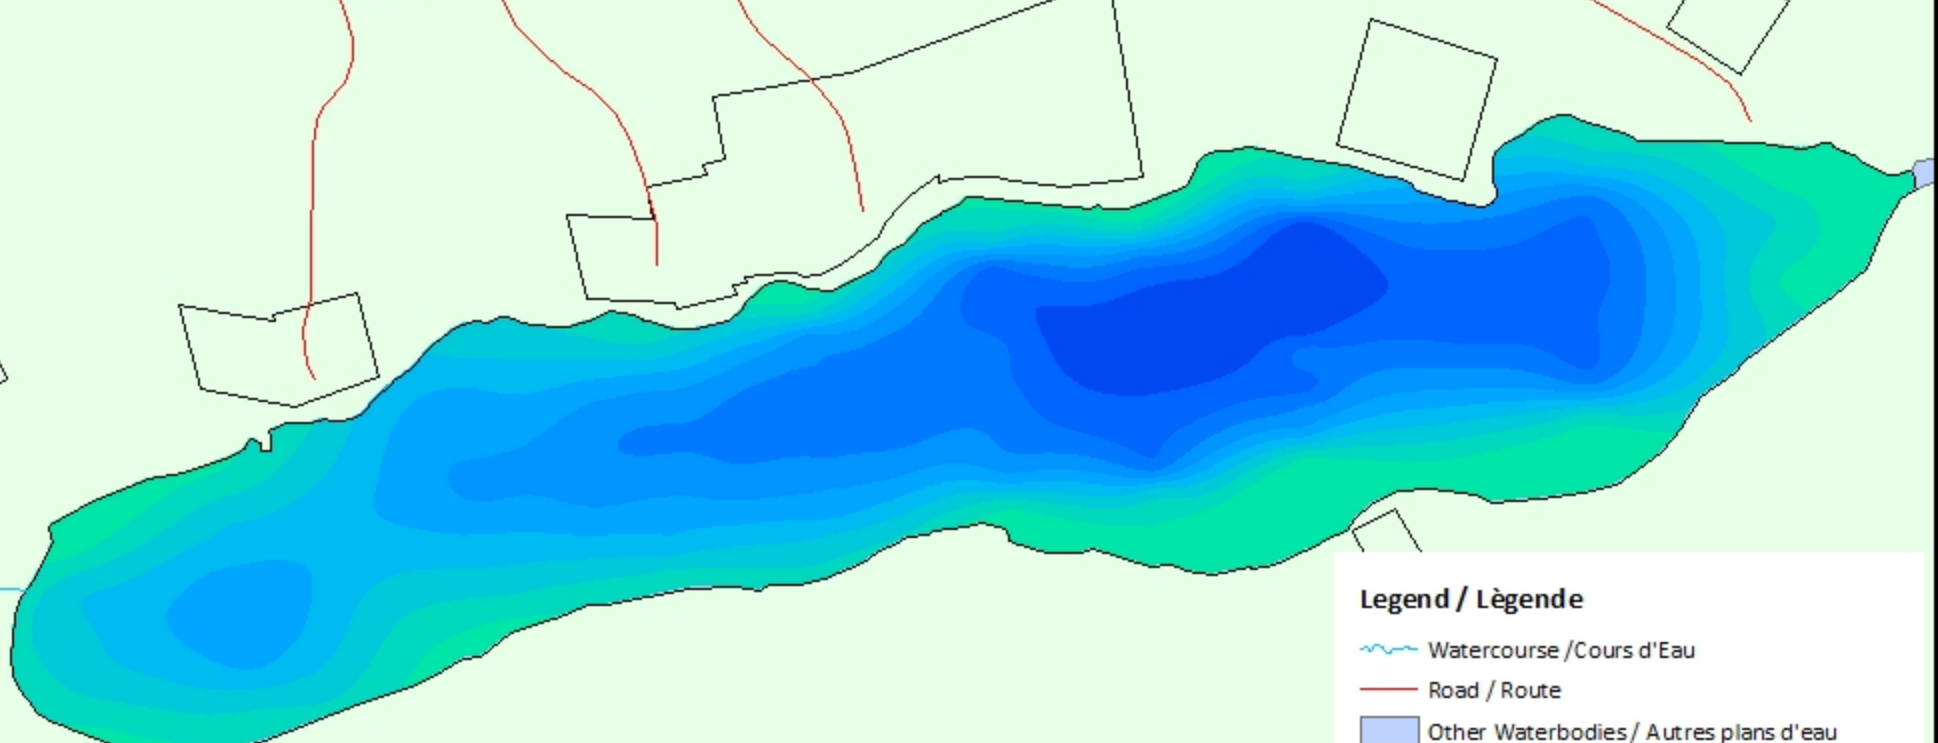 Legend / Lègende
Watercourse /Cours d'Eau
Road / Route
Other Waterbodies / Autres plans d'eau